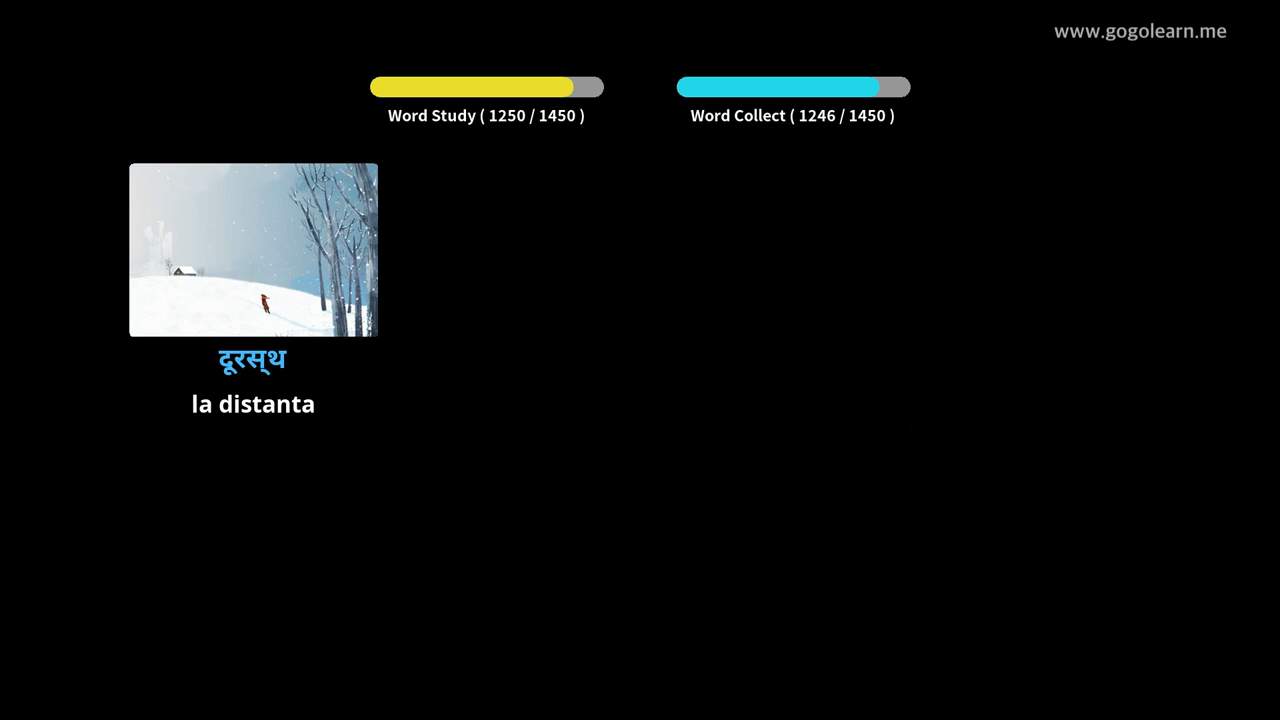 www.gogolearn.me
Word Study ( 1250 / 1450 )
Word Collect ( 1246 / 1450 )
दूरस्थ
la distanta